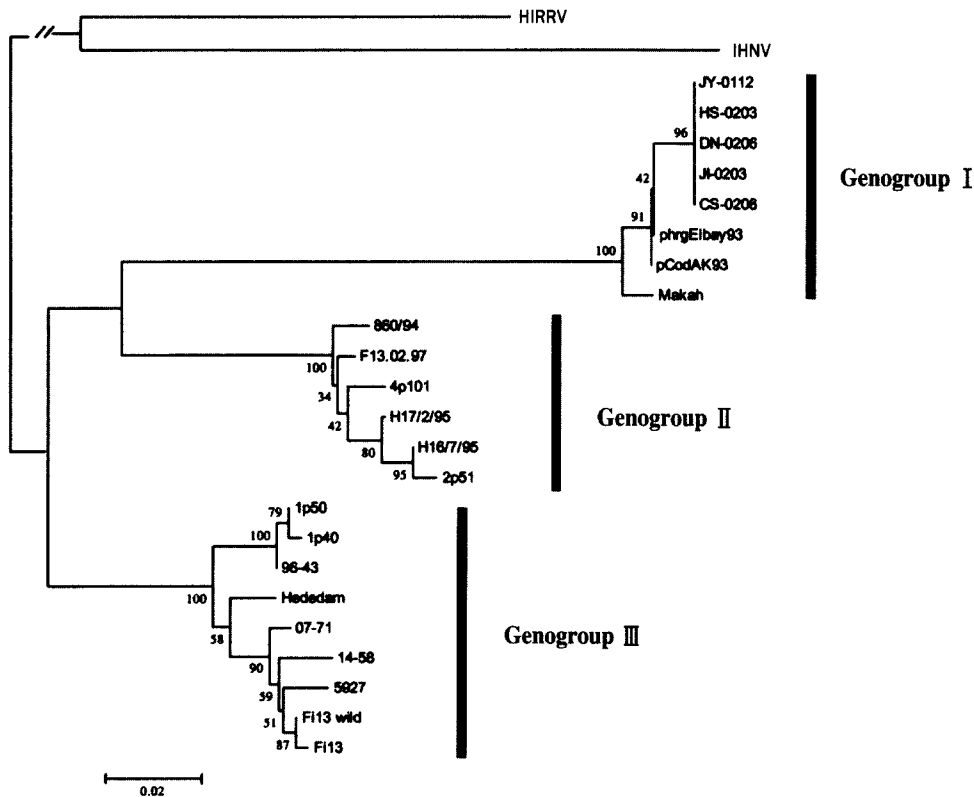 HIRRV
IHNV
JY-0112
HS-0203
96
DN-0206
JI-0203
42
CS-0206
91
phrgElbay93
100
pCodAK93
Makah
Genogroup Ⅰ
860/94
F13.02.97
100
4p101
34
H17/2/95
42
H16/7/95
80
95
2p51
Genogroup Ⅱ
1p50
79
1p40
100
96-43
Hededam
100
07-71
58
14-58
90
5927
59
Fi13 wild
51
Fi13
87
Genogroup Ⅲ
0.02